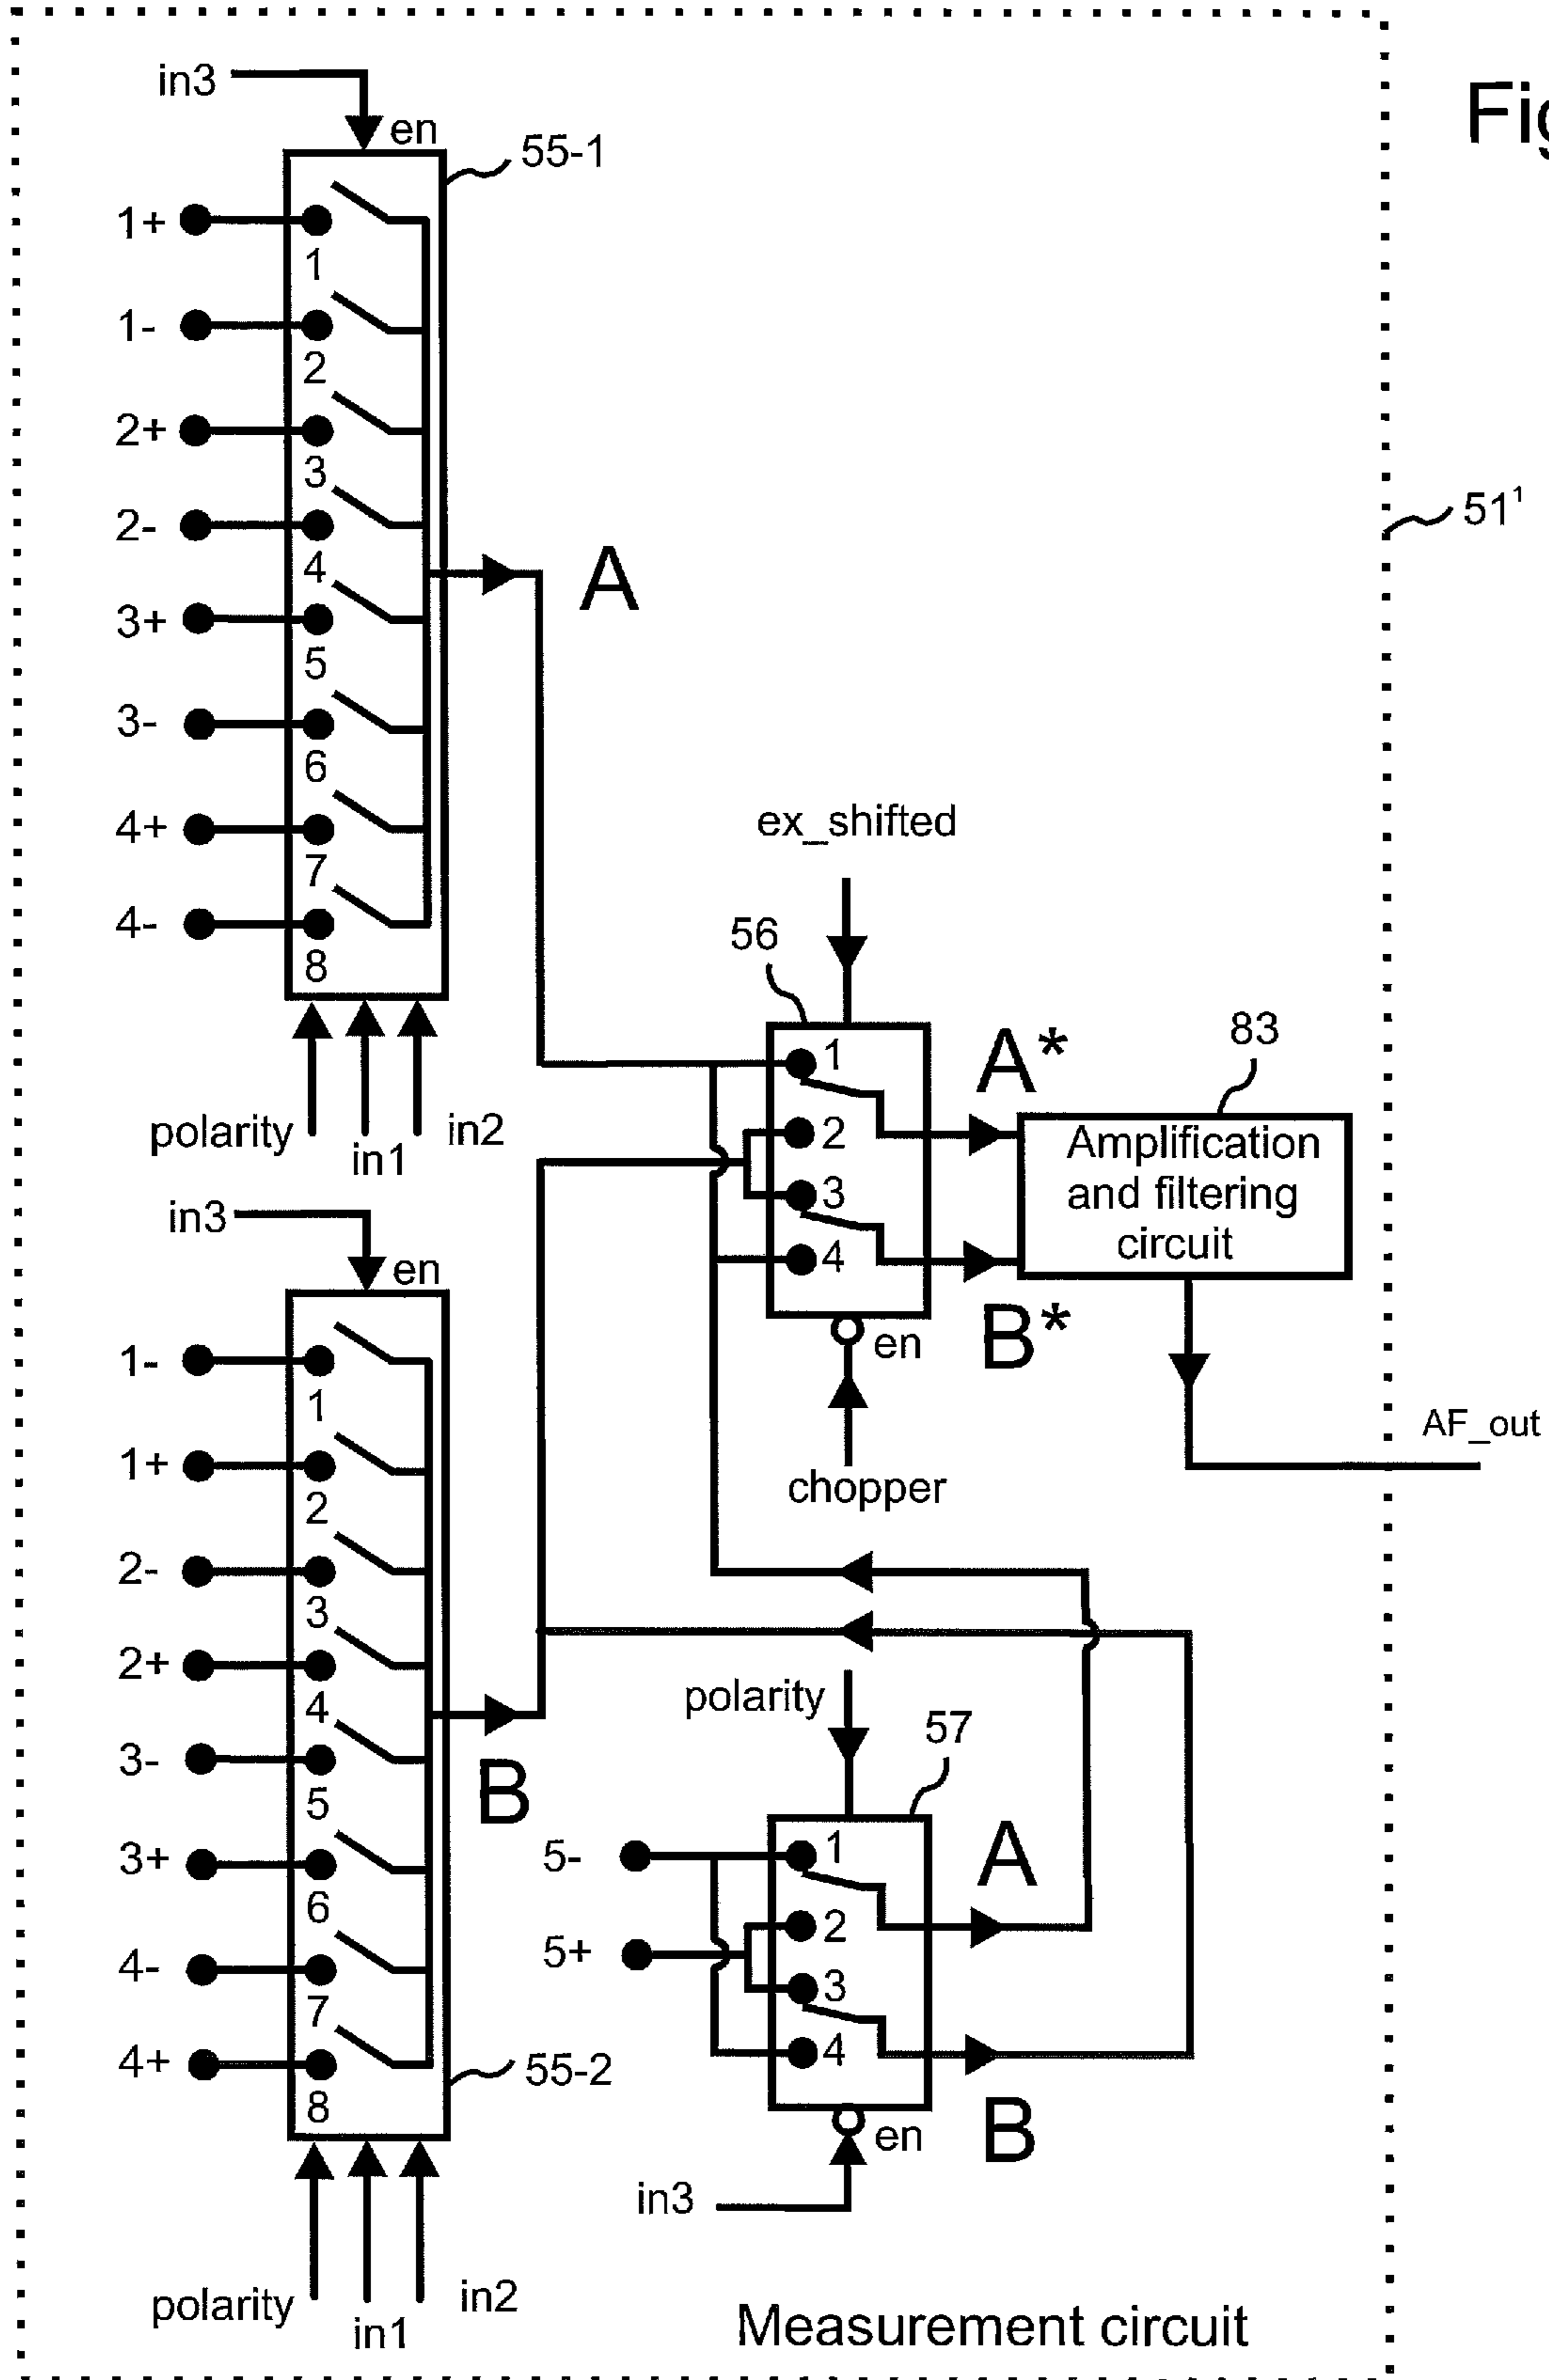 in3
en
55-1
1+
1
1-
2
2+
3
2-
4
3+
5
3-
6
4+
7
4-
8
polarity
in1
in2
A
Fig
51¹
ex_shifted
56
1
2
3
4
en
chopper
A*
B*
83
Amplification
and filtering
circuit
AF_out
in3
en
1-
1
1+
2
2-
3
2+
4
3-
5
3+
6
4-
7
4+
8
55-2
polarity
in1
in2
B
polarity
57
5-
5+
1
2
3
4
A
B
en
in3
Measurement circuit